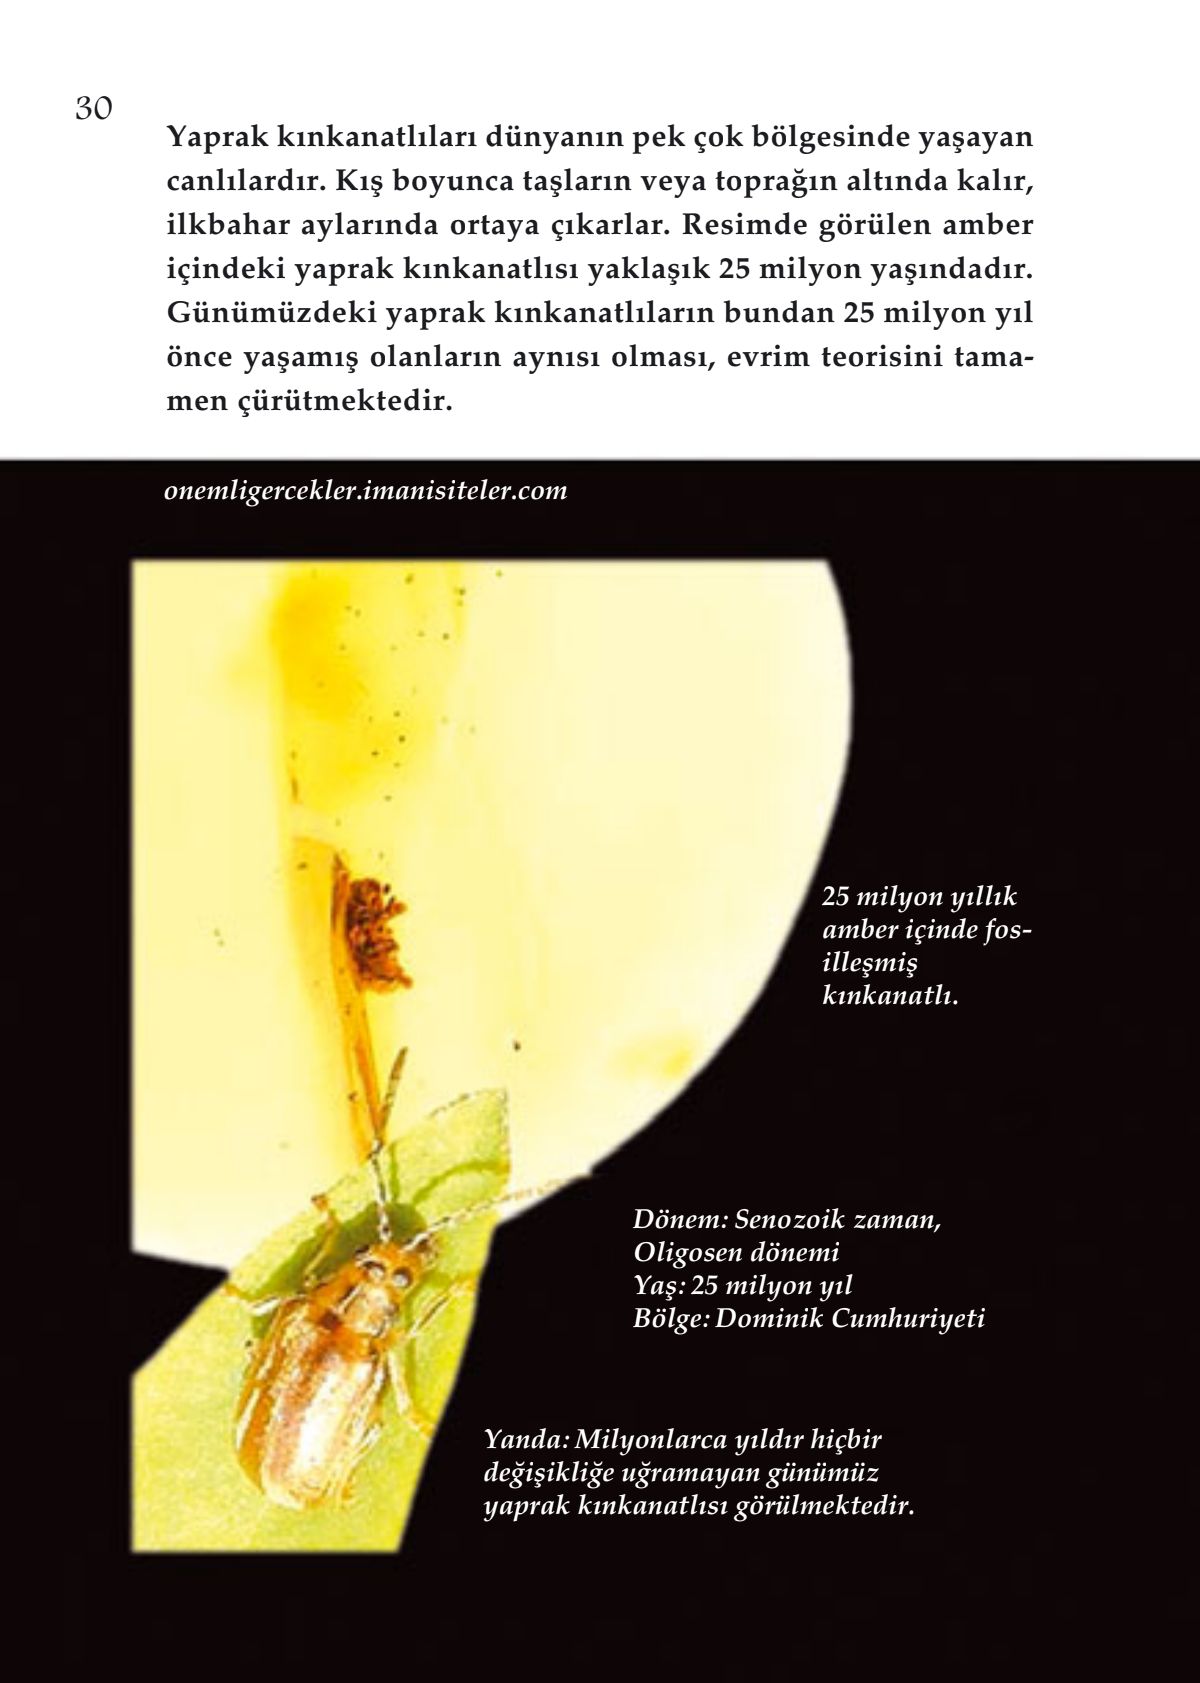 30
Yaprak kınkanatlıları dünyanın pek çok bölgesinde yaşayan
canlılardır. Kış boyunca taşların veya toprağın altında kalır,
ilkbahar aylarında ortaya çıkarlar. Resimde görülen amber
içindeki yaprak kınkanatlısı yaklaşık 25 milyon yaşındadır.
Günümüzdeki yaprak kınkanatlıların bundan 25 milyon yıl
önce yaşamış olanların aynısı olması, evrim teorisini tama-
men çürütmektedir.
onemligercekler.imanisiteler.com
25 milyon yıllık
amber içinde fos-
illeşmiş
kınkanatlı.
Dönem: Senozoik zaman,
Oligosen dönemi
Yaş: 25 milyon yıl
Bölge: Dominik Cumhuriyeti
Yanda: Milyonlarca yıldır hiçbir
değişikliğe uğramayan günümüz
yaprak kınkanatlısı görülmektedir.